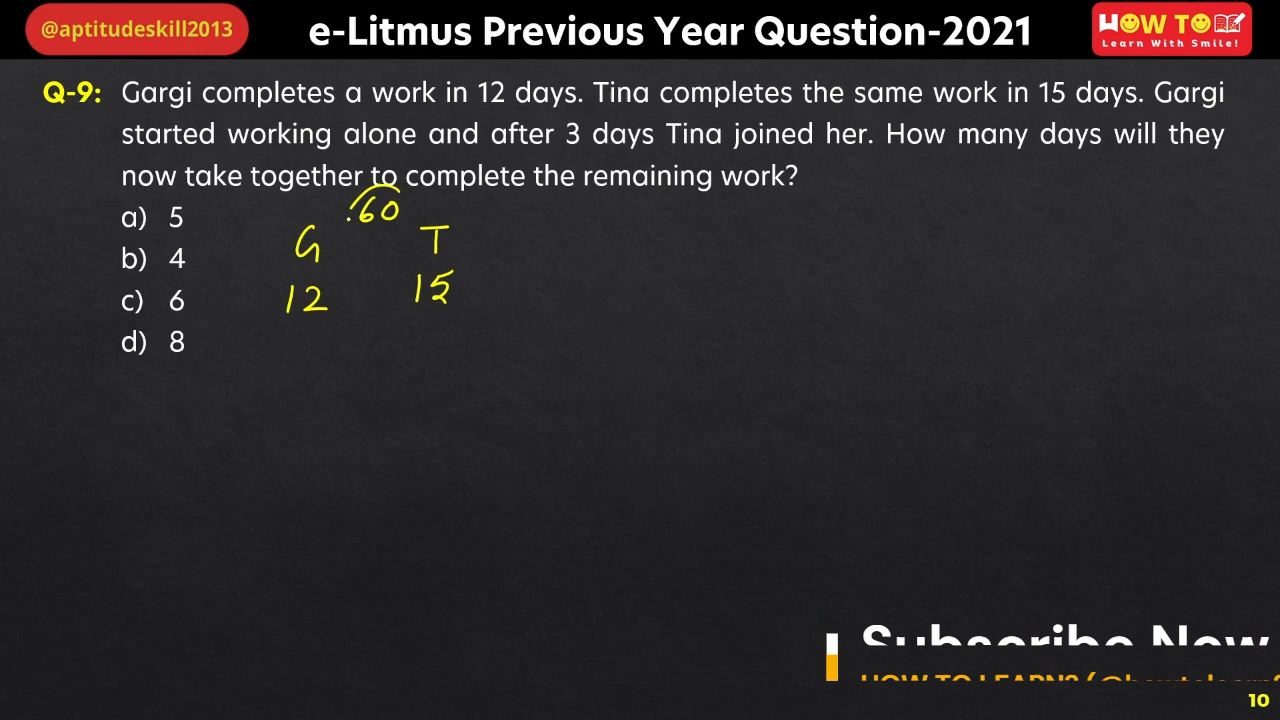 @aptitudeskill2013
e-Litmus Previous Year Question-2021
HOW TO
Learn With Smile!
Q-9: Gargi completes a work in 12 days. Tina completes the same work in 15 days. Gargi
started working alone and after 3 days Tina joined her. How many days will they
now take together to complete the remaining work?
a) 5
b) 4
c) 6
d) 8
60
G T
12 15
Subscribe Now
10